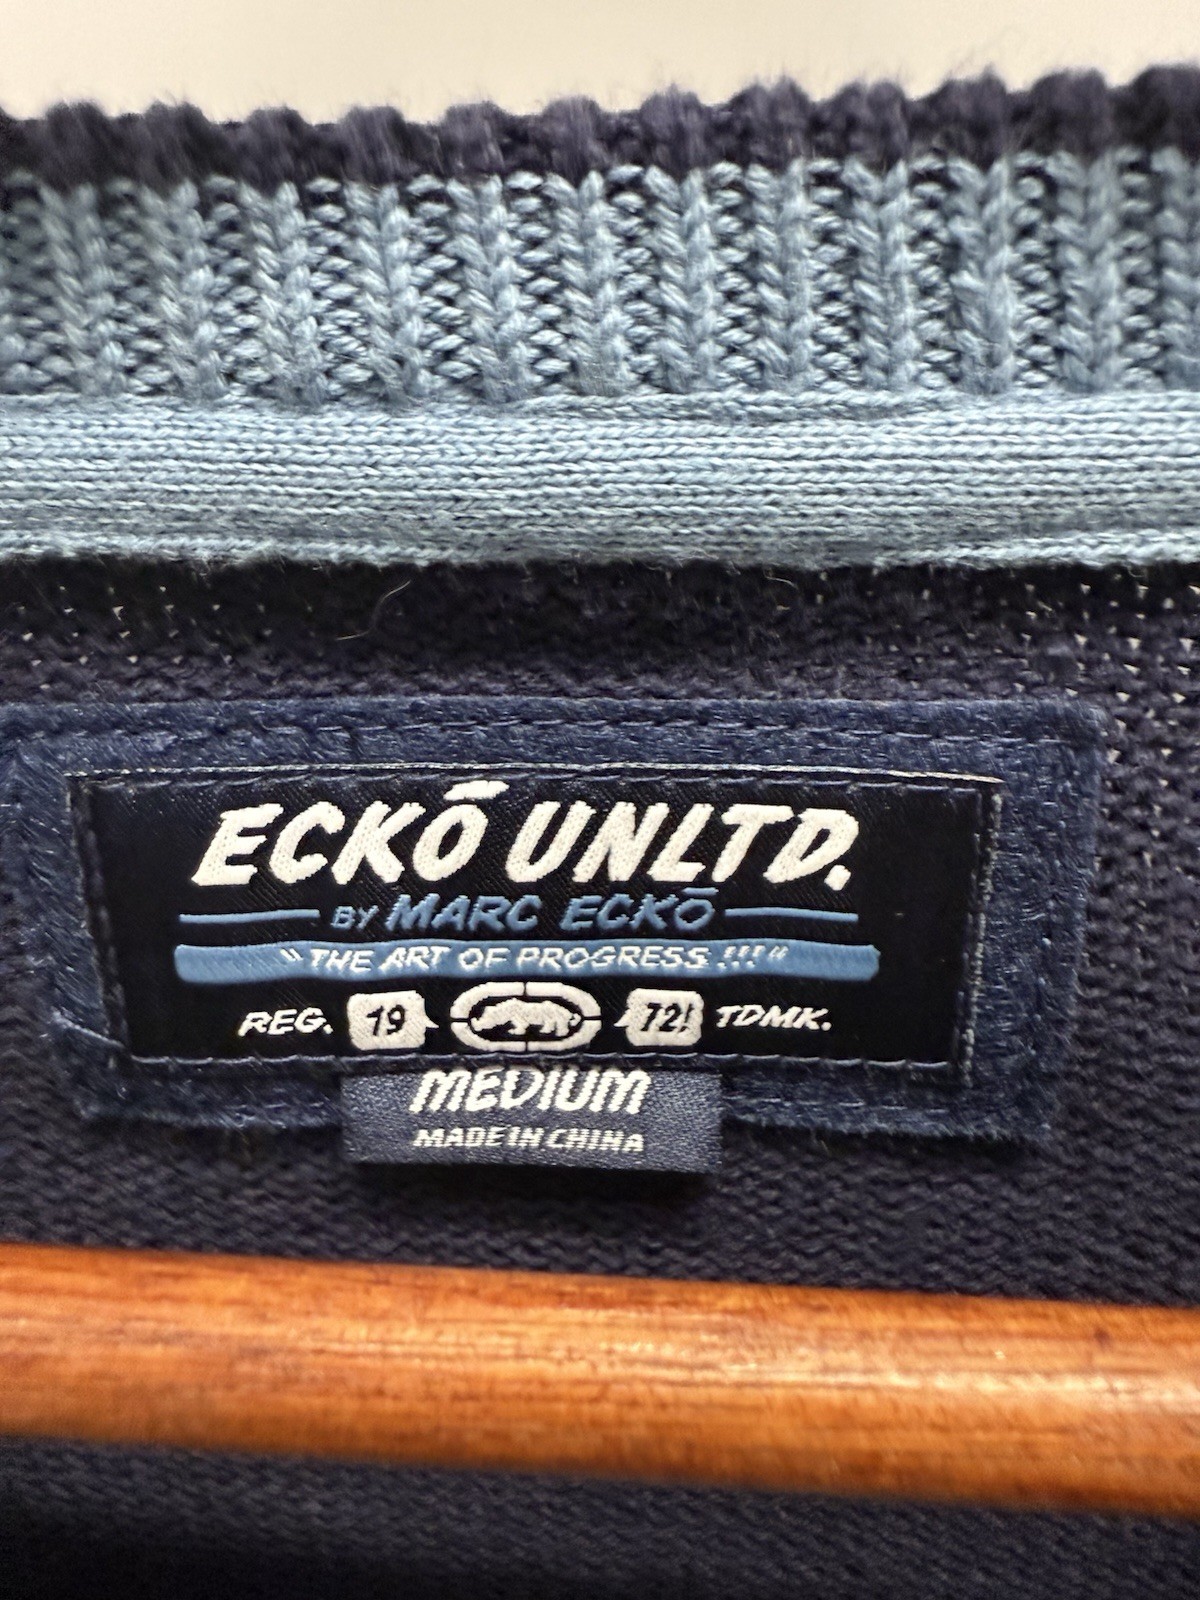 ECKŌ UNLTD.
BY MARC ECKŌ
"THE ART OF PROGRESS !!!"
REG. 19 72! TDMK.
MEDIUM
MADE IN CHINA